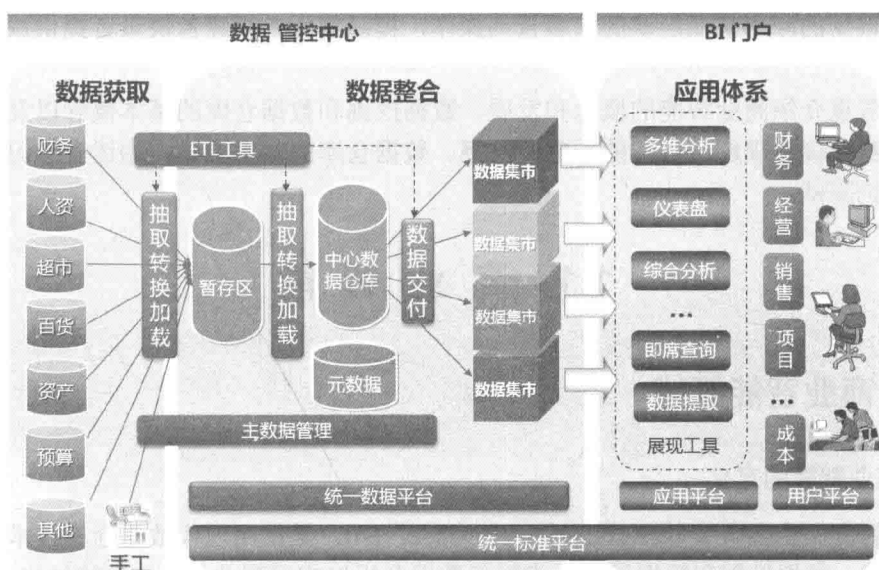 数据 管控中心
BI 门户
数据获取
数据整合
应用体系
财务
人资
超市
百货
资产
预算
其他
手工
ETL工具
抽取转换加载
暂存区
抽取转换加载
中心数据仓库
元数据
数据交付
主数据管理
数据集市
数据集市
数据集市
数据集市
多维分析
仪表盘
综合分析
...
即席查询
数据提取
展现工具
财务
经营
销售
项目
...
成本
统一数据平台
应用平台
用户平台
统一标准平台